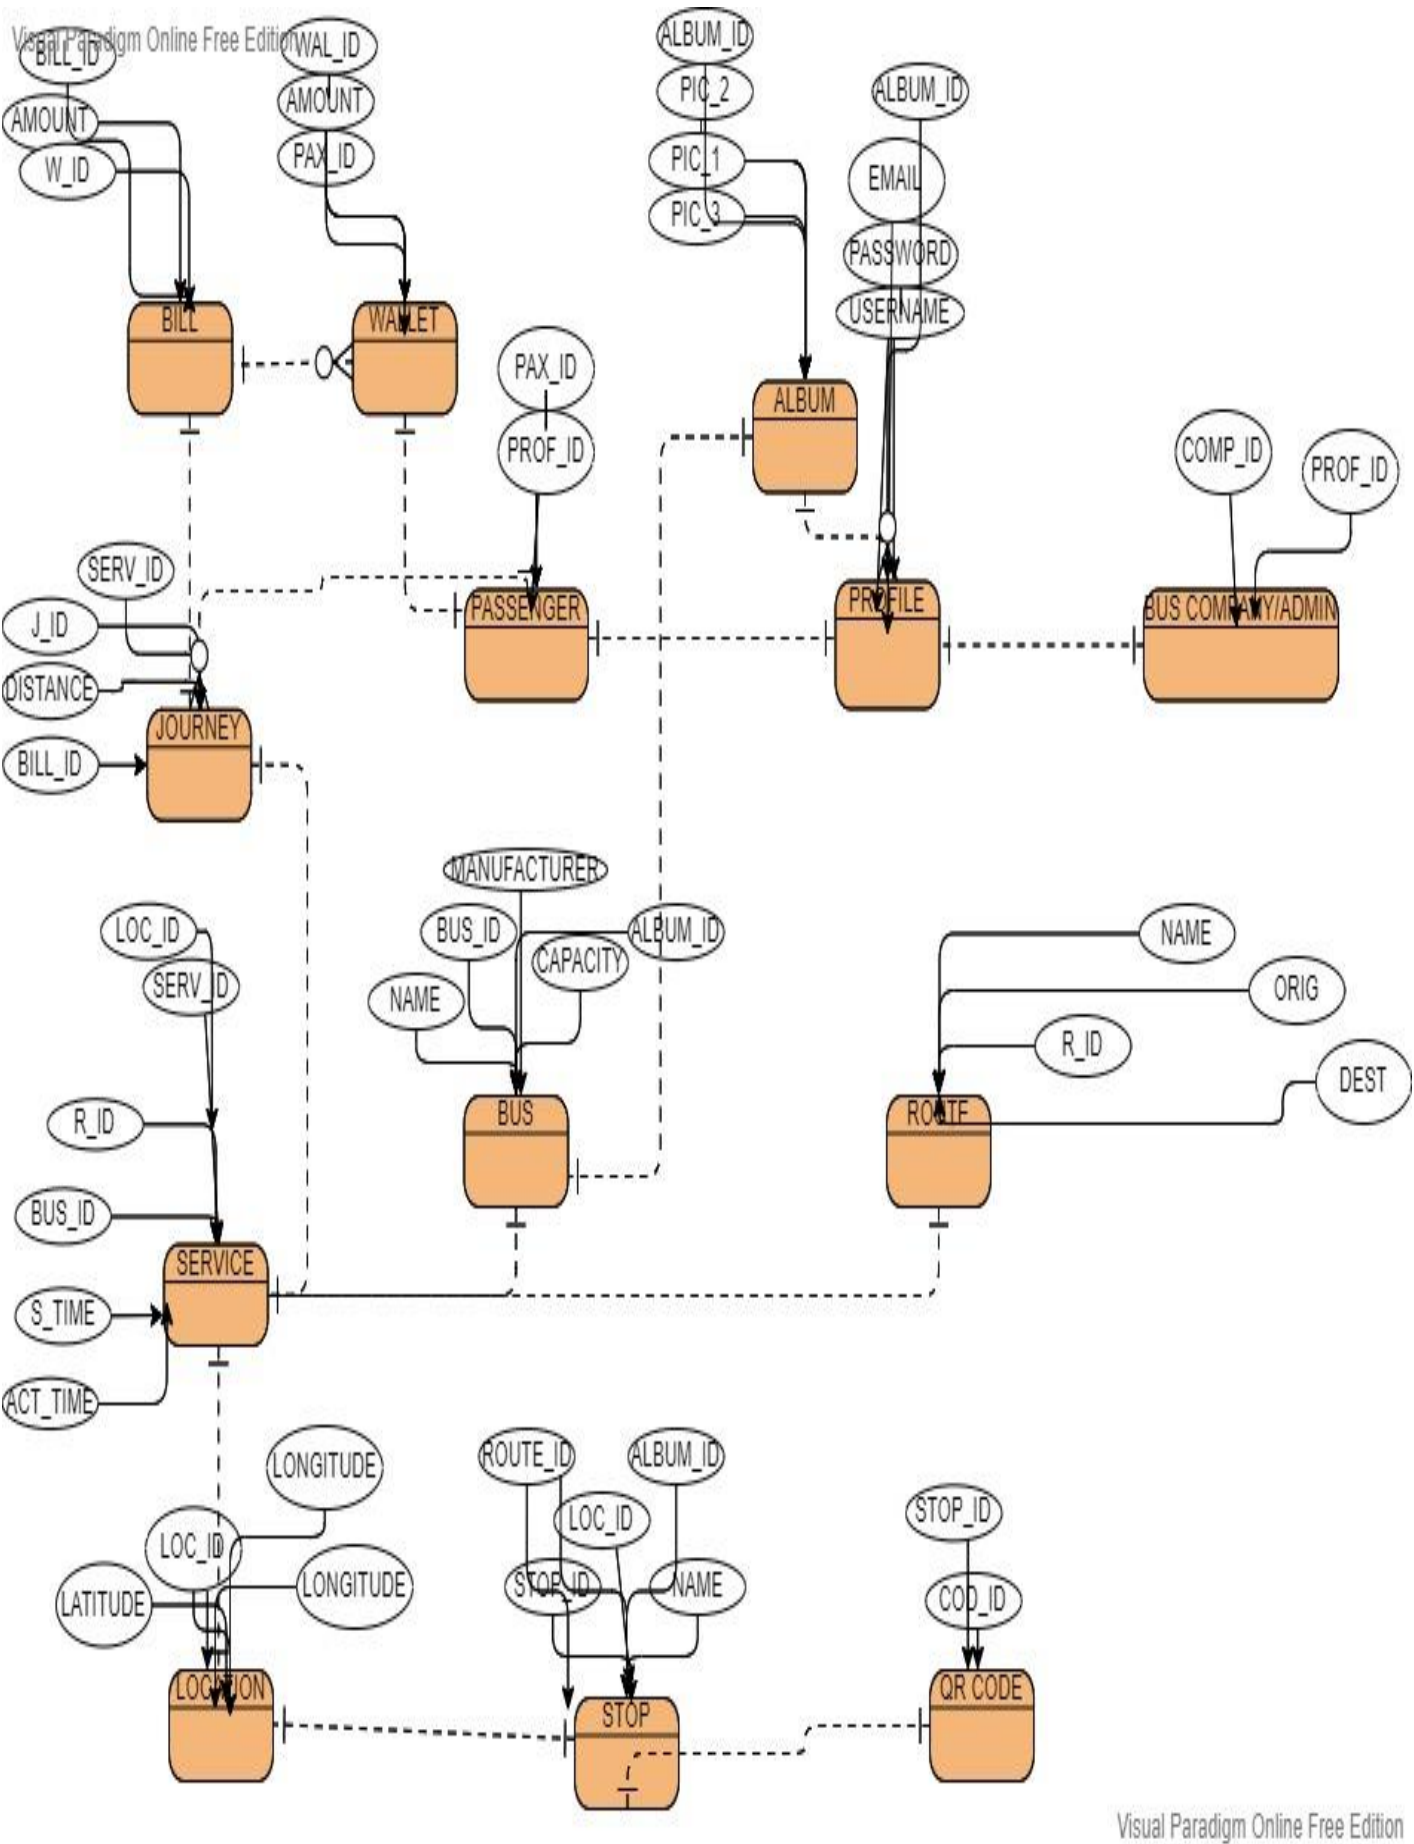 Visual Paradigm Online Free Edition
BILL_ID
WAL_ID
ALBUM_ID
AMOUNT
AMOUNT
PIC_2
ALBUM_ID
W_ID
PAX_ID
PIC_1
EMAIL
PIC_3
PASSWORD
USERNAME
BILL
WALLET
PAX_ID
ALBUM
PROF_ID
COMP_ID
PROF_ID
SERV_ID
J_ID
PASSENGER
PROFILE
BUS COMPANY/ADMIN
DISTANCE
JOURNEY
BILL_ID
MANUFACTURER
LOC_ID
BUS_ID
ALBUM_ID
NAME
CAPACITY
SERV_ID
NAME
ORIG
R_ID
DEST
R_ID
BUS
ROUTE
BUS_ID
SERVICE
S_TIME
ACT_TIME
LONGITUDE
ROUTE_ID
ALBUM_ID
STOP_ID
LOC_ID
LOC_ID
LONGITUDE
STOP_ID
NAME
LATITUDE
COD_ID
LOCATION
STOP
QR CODE
Visual Paradigm Online Free Edition